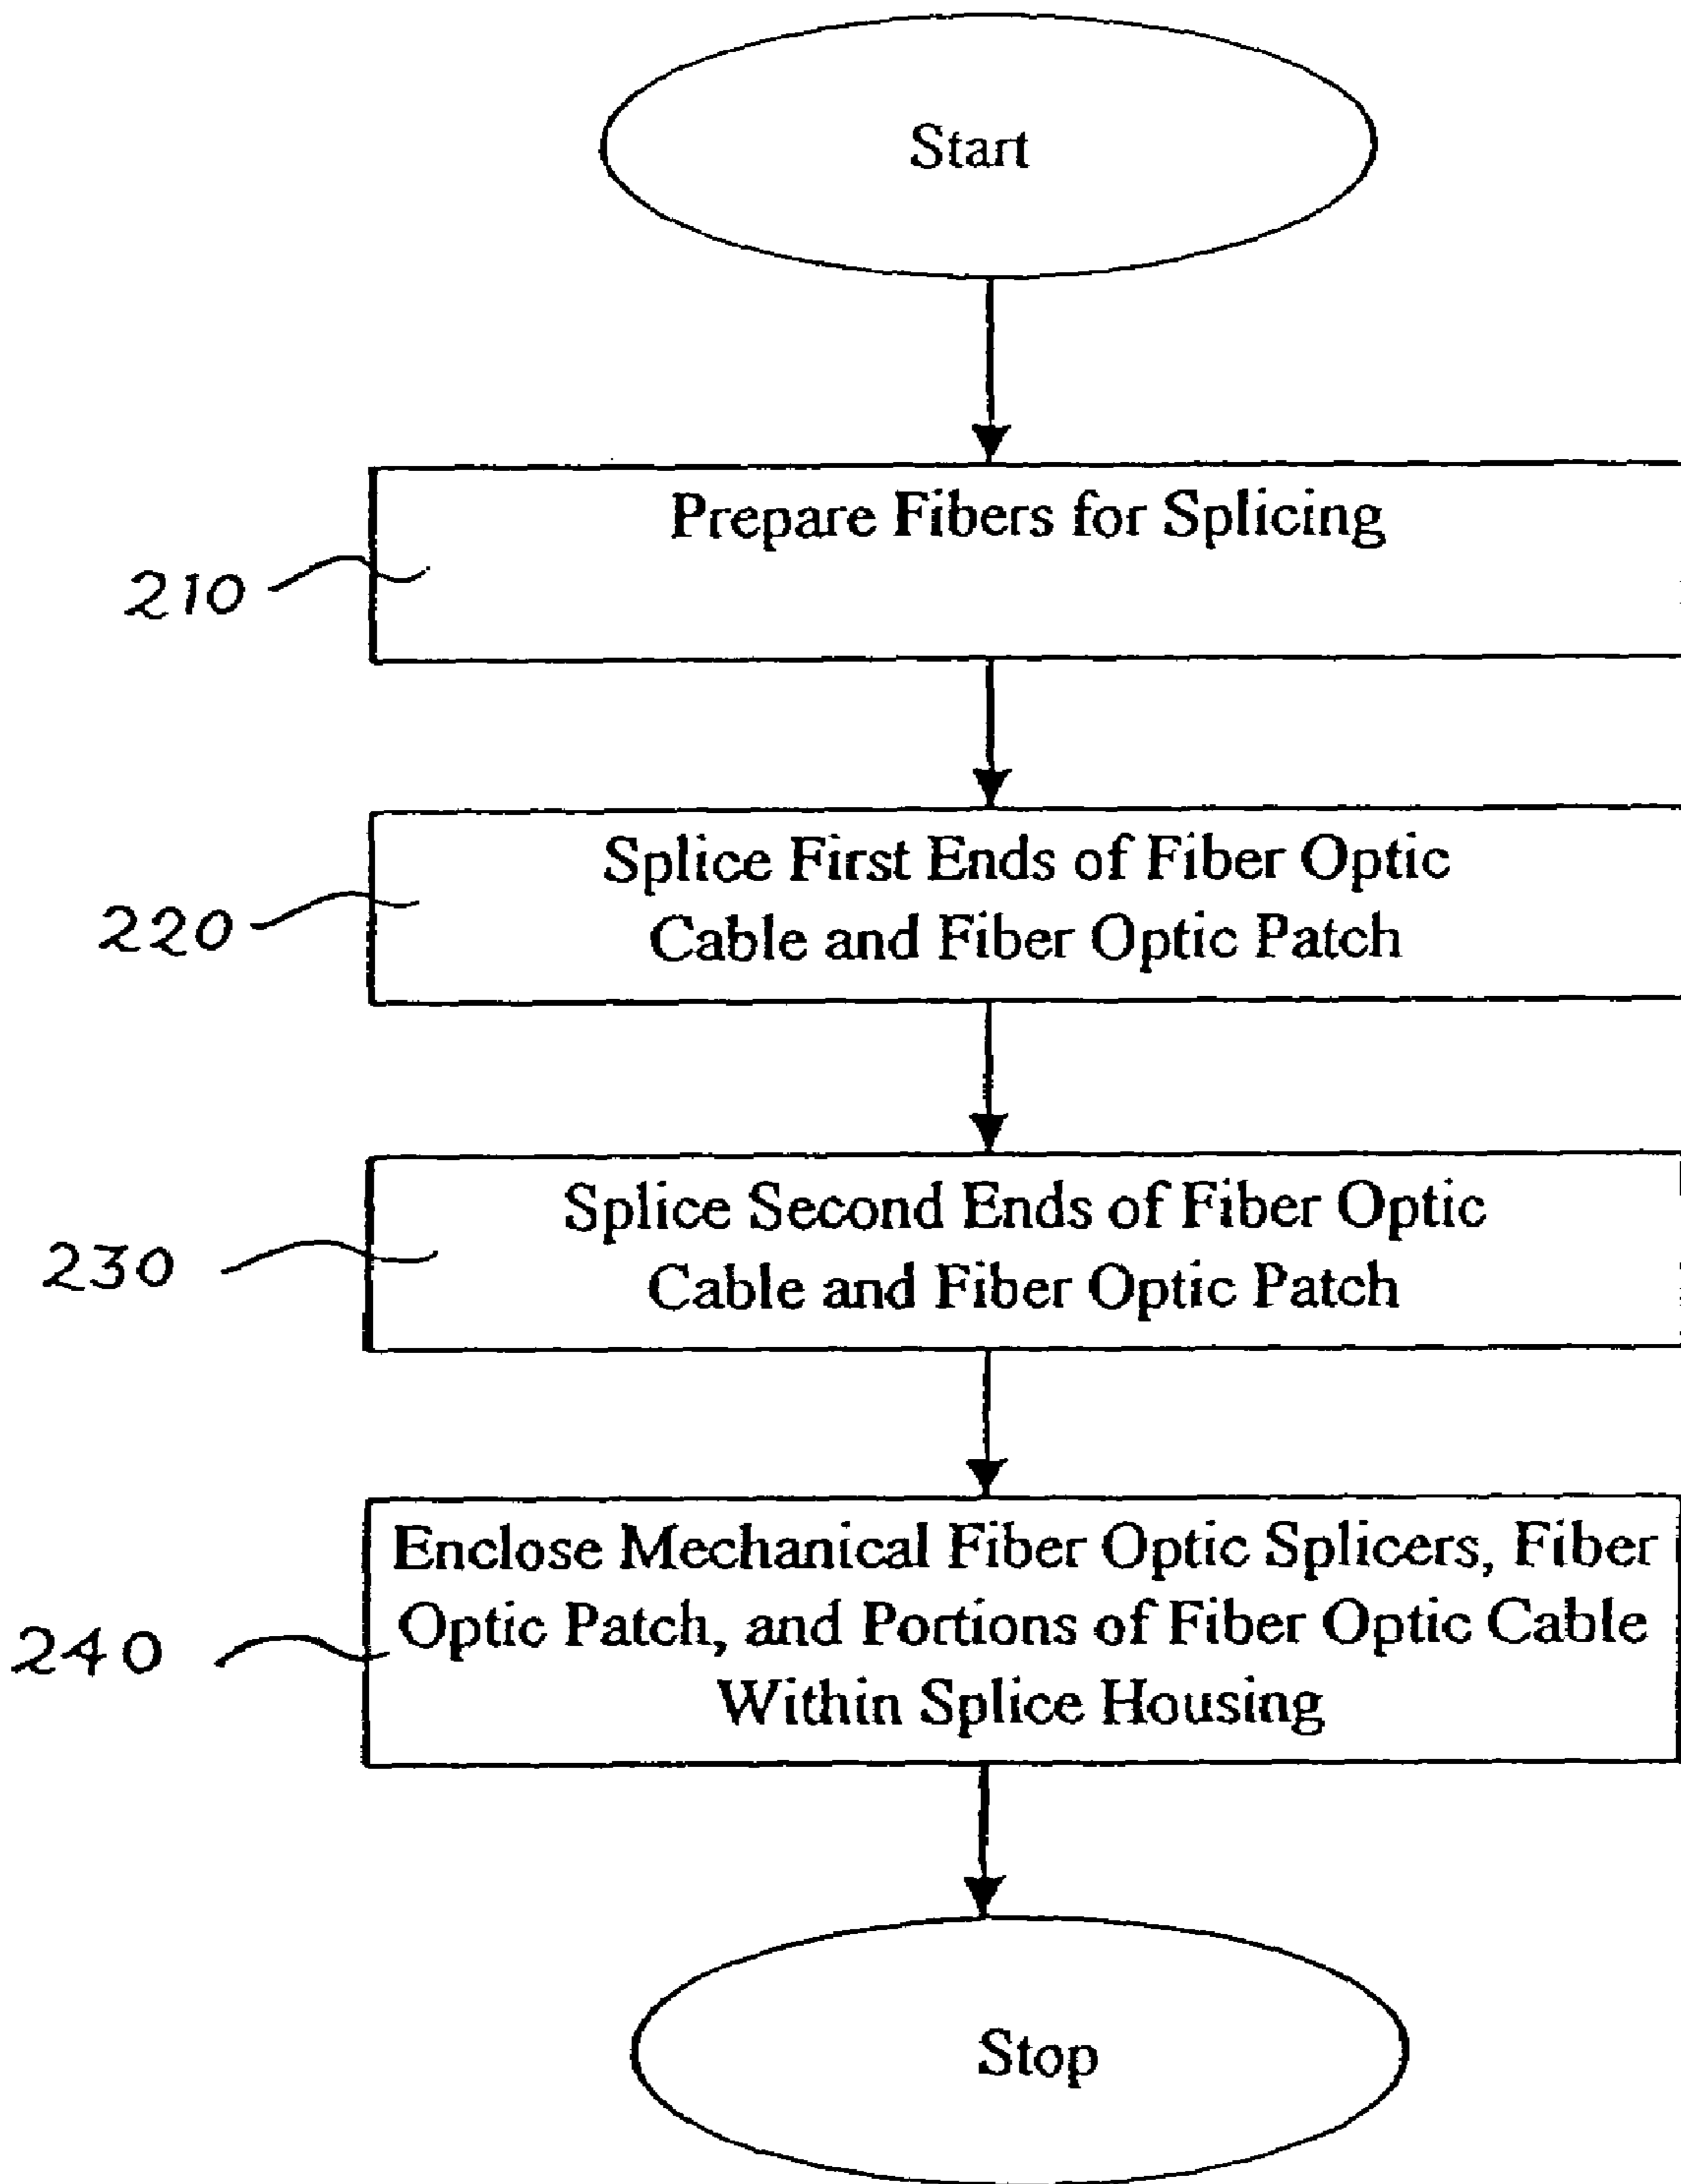 Start
Prepare Fibers for Splicing
210
Splice First Ends of Fiber Optic
Cable and Fiber Optic Patch
220
Splice Second Ends of Fiber Optic
Cable and Fiber Optic Patch
230
Enclose Mechanical Fiber Optic Splicers, Fiber
Optic Patch, and Portions of Fiber Optic Cable
Within Splice Housing
240
Stop